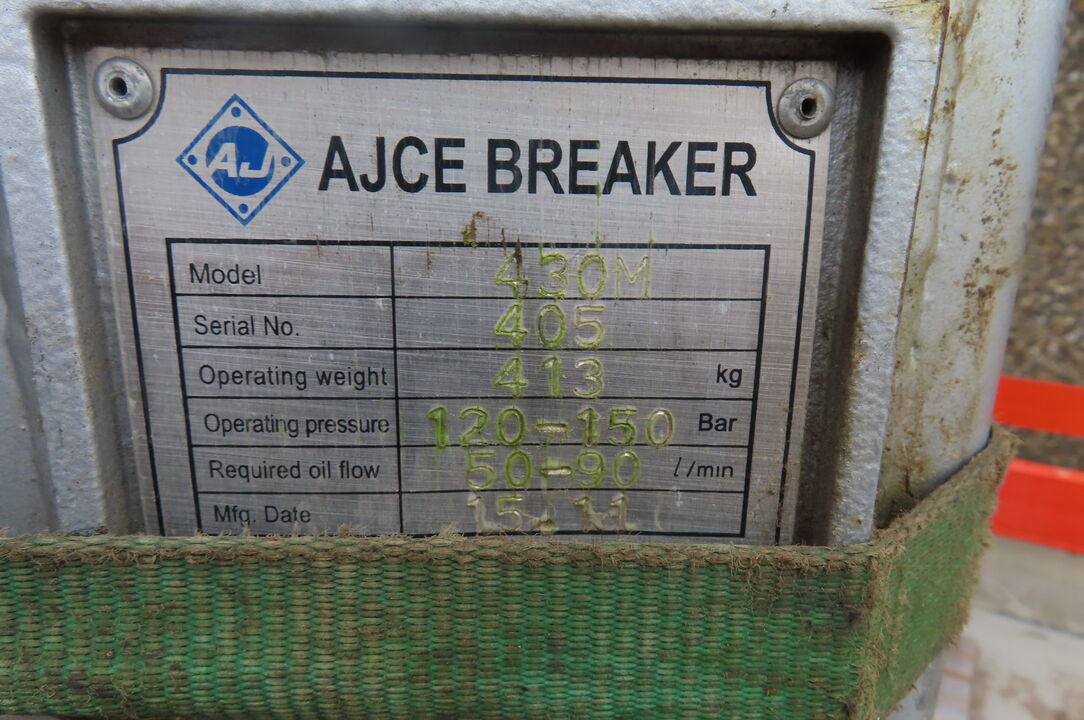 AJ AJCE BREAKER
Model 430M
Serial No. 405
Operating weight 413 kg
Operating pressure 120-150 Bar
Required oil flow 50-90 l/min
Mfg. Date